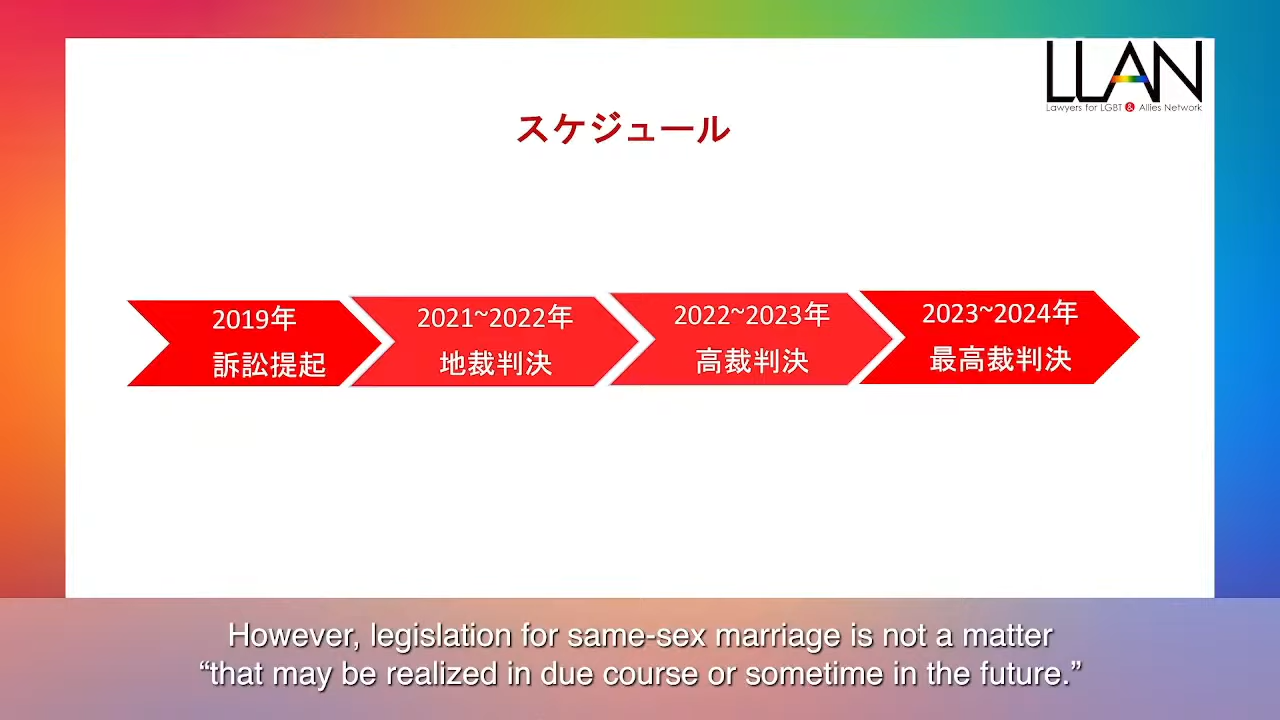 LLAN
Lawyers for LGBT & Allies Network
スケジュール
2019年
訴訟提起
2021~2022年
地裁判決
2022~2023年
高裁判決
2023~2024年
最高裁判決
However, legislation for same-sex marriage is not a matter
“that may be realized in due course or sometime in the future.”